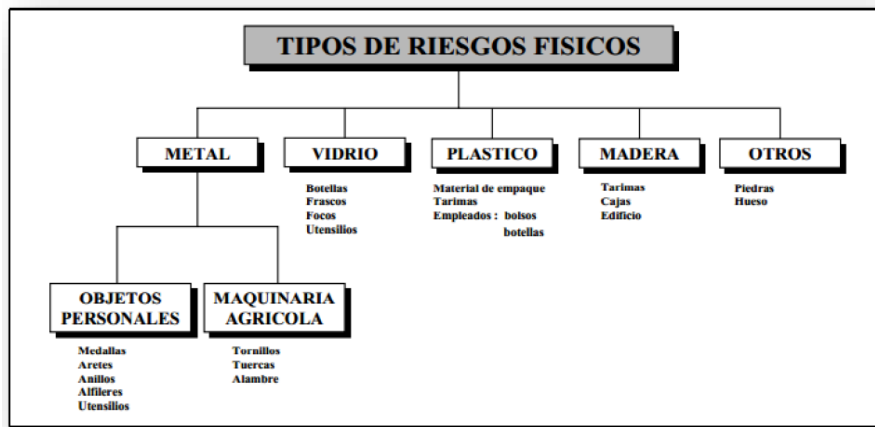 TIPOS DE RIESGOS FISICOS
METAL
VIDRIO
Botellas
Frascos
Focos
Utensilios
PLASTICO
Material de empaque
Tarimas
Empleados : bolsos
botellas
MADERA
Tarimas
Cajas
Edificio
OTROS
Piedras
Hueso
OBJETOS
PERSONALES
Medallas
Aretes
Anillos
Alfileres
Utensilios
MAQUINARIA
AGRICOLA
Tornillos
Tuercas
Alambre